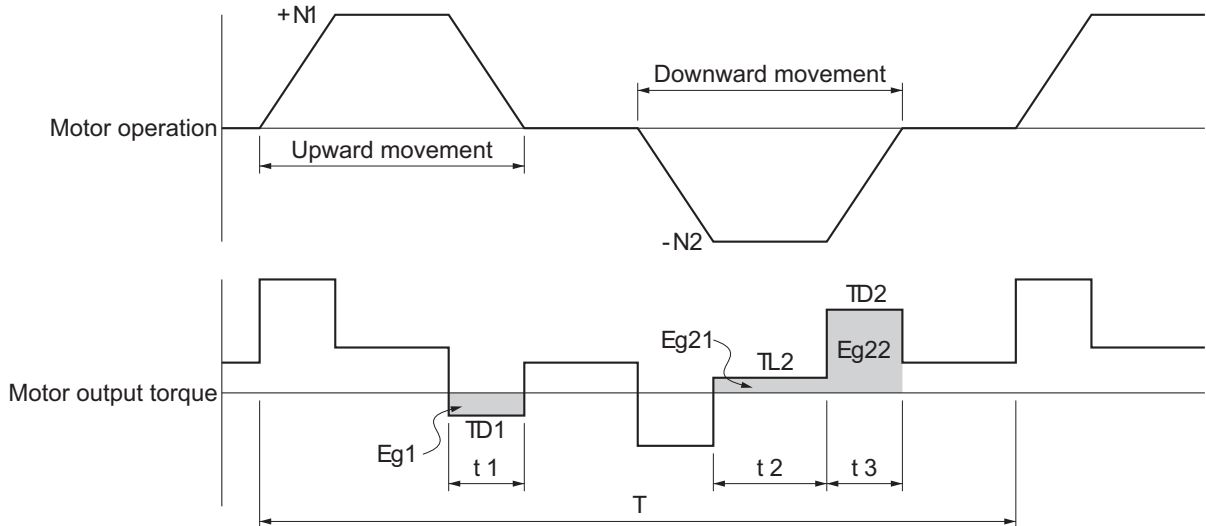 +N1
Downward movement
Motor operation
Upward movement
-N2
TD2
Eg21
TL2
Eg22
Motor output torque
TD1
Eg1
t 1
t 2
t 3
T